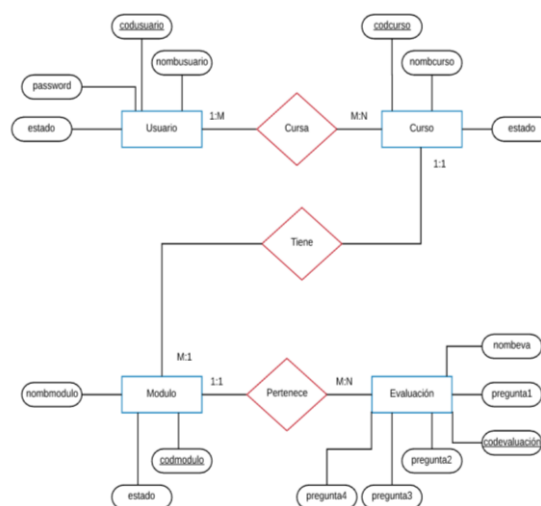 codusuario
codcurso
nombusuario
nombcurso
password
estado
Usuario
1:M
Cursa
M:N
Curso
estado
1:1
Tiene
M:1
nombmodulo
Modulo
1:1
Pertenece
M:N
Evaluación
nombeva
pregunta1
codevaluación
codmodulo
pregunta2
estado
pregunta4
pregunta3